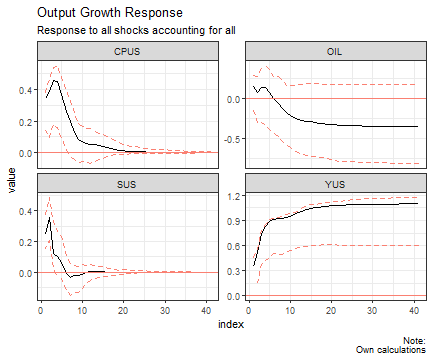 Output Growth Response
Response to all shocks accounting for all
CPUS
OIL
0.4
0.2
0.0
0.0
-0.5
SUS
YUS
0.4
0.2
0.0
1.2
0.9
0.6
0.3
0.0
value
0 10 20 30 40
0 10 20 30 40
index
Note:
Own calculations